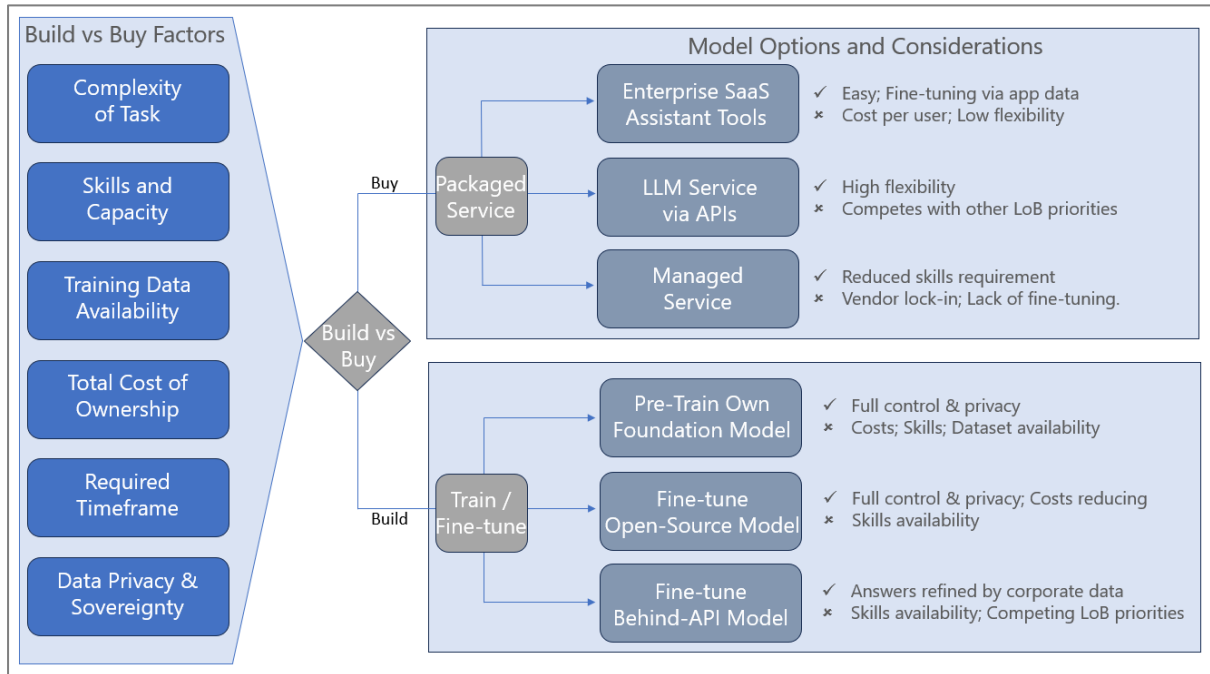 Build vs Buy Factors
Complexity
of Task
Skills and
Capacity
Training Data
Availability
Total Cost of
Ownership
Required
Timeframe
Data Privacy &
Sovereignty
Build vs
Buy
Buy
Build
Model Options and Considerations
Packaged
Service
Enterprise SaaS
Assistant Tools
✓ Easy; Fine-tuning via app data
× Cost per user; Low flexibility
LLM Service
via APIs
✓ High flexibility
× Competes with other LoB priorities
Managed
Service
✓ Reduced skills requirement
× Vendor lock-in; Lack of fine-tuning.
Train /
Fine-tune
Pre-Train Own
Foundation Model
✓ Full control & privacy
× Costs; Skills; Dataset availability
Fine-tune
Open-Source Model
✓ Full control & privacy; Costs reducing
× Skills availability
Fine-tune
Behind-API Model
✓ Answers refined by corporate data
× Skills availability; Competing LoB priorities